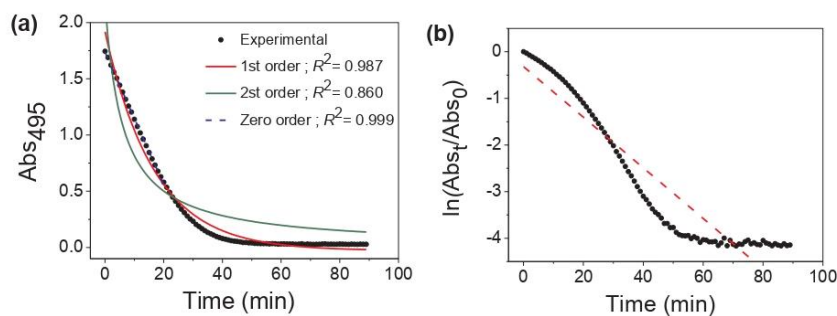 (a)
2.0
1.5
1.0
0.5
0.0
Abs495
Experimental
1st order ; R2= 0.987
2st order ; R2= 0.860
Zero order ; R2= 0.999
0 20 40 60 80 100
Time (min)
(b)
0
-1
-2
-3
-4
ln(Abst/Abs0)
0 20 40 60 80 100
Time (min)